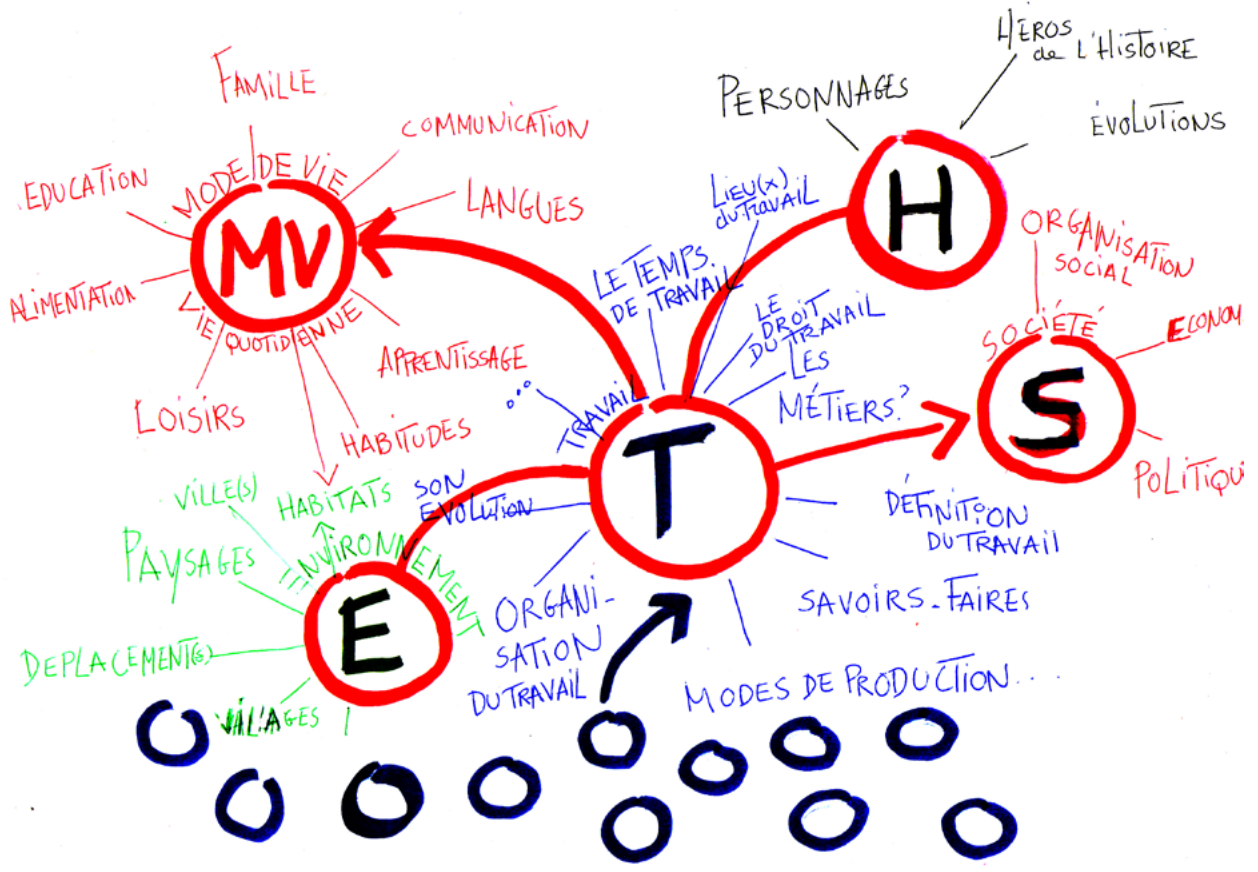 FAMILLE
COMMUNICATION
EDUCATION
MODE DE VIE
MV
LANGUES
ALIMENTATION
VIE QUOTIDIENNE
APPRENTISSAGE
LOISIRS
HABITUDES
HÉROS
de L'HISTOIRE
PERSONNAGES
ÉVOLUTIONS
H
LIEU(X)
du TRAVAIL
LE TEMPS
DE TRAVAIL
LE
DROIT
DU TRAVAIL
LES
MÉTIERS?
...
TRAVAIL
T
SON
EVOLUTION
ORGANI-
SATION
DU TRAVAIL
DÉFINITION
DU TRAVAIL
SAVOIRS-FAIRES
MODES DE PRODUCTION...
ORGANISATION
SOCIAL
SOCIÉTÉ
ECONOM
S
POLITIQU
VILLE(S)
HABITATS
PAYSAGES
ENVIRONNEMENT
E
DEPLACEMENT(S)
VILLAGES